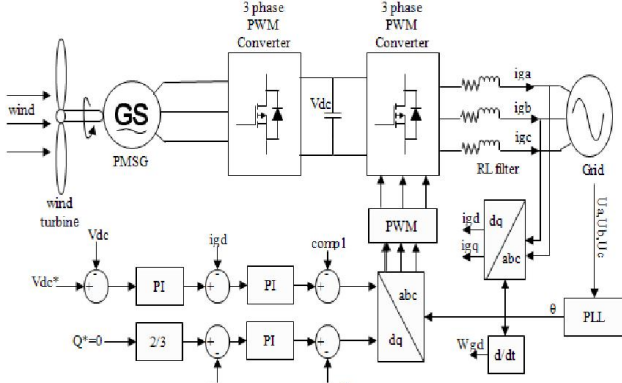 3 phase
PWM
Converter
3 phase
PWM
Converter
wind
GS
PMSG
wind
turbine
Vdc
iga
igb
igc
RL filter
Grid
Ua,Ub,Uc
PWM
igd
igq
dq
abc
Vdc
igd
comp1
Vdc*
-
PI
-
PI
-
abc
dq
θ
PLL
Q*=0
2/3
-
PI
-
Wgd
d/dt